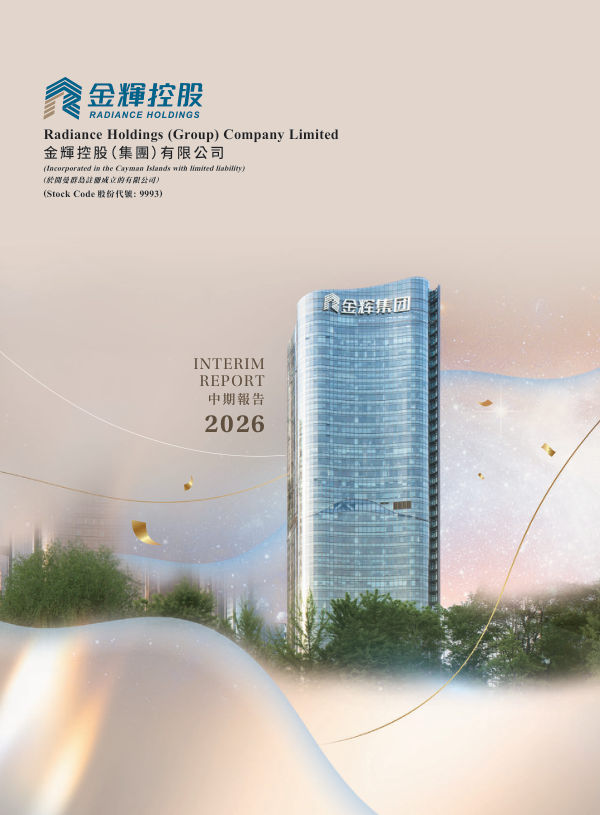 金輝控股
RADIANCE HOLDINGS
Radiance Holdings (Group) Company Limited
金輝控股（集團）有限公司
(Incorporated in the Cayman Islands with limited liability)
(於開曼群島註冊成立的有限公司)
(Stock Code 股份代號: 9993)
金辉集团
INTERIM
REPORT
中期報告
2026